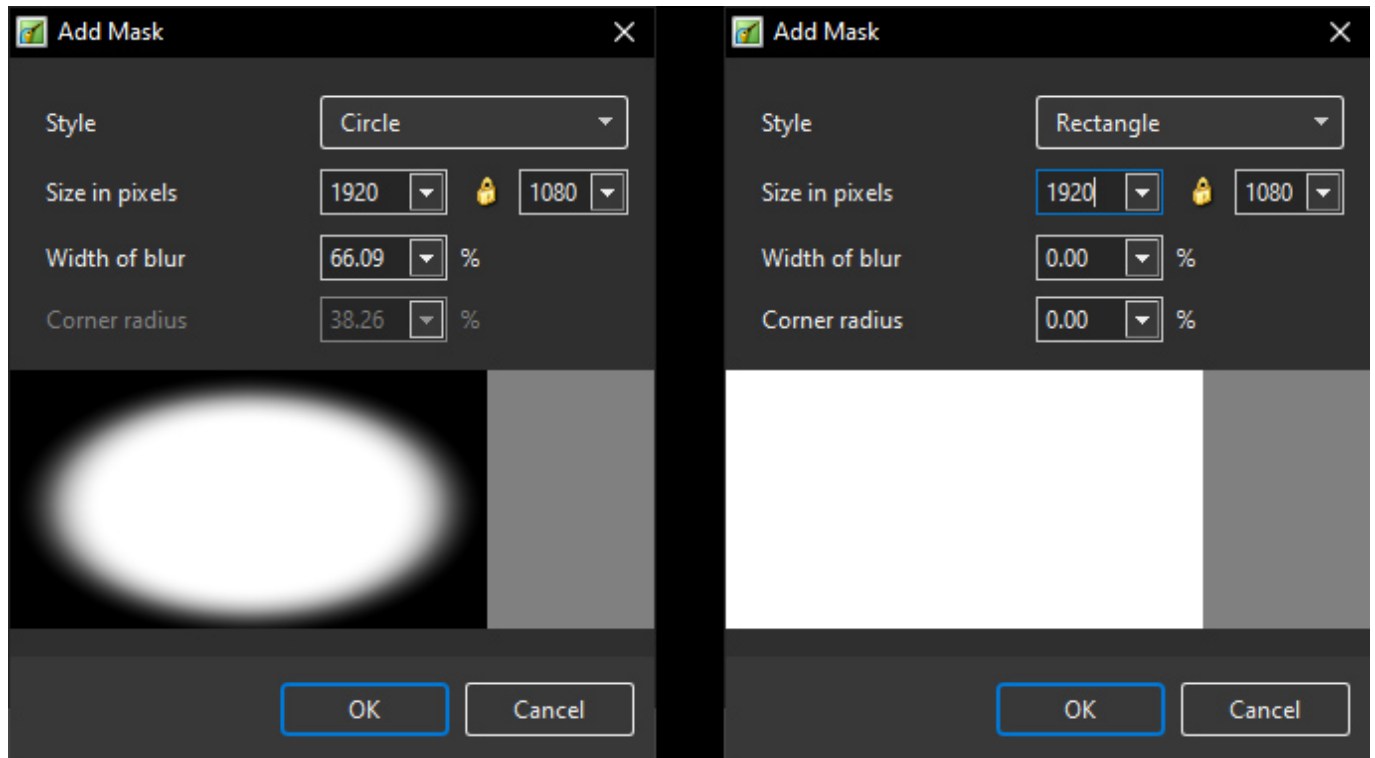 Add Mask
Style Circle
Size in pixels 1920 1080
Width of blur 66.09 %
Corner radius 38.26 %
OK Cancel
Add Mask
Style Rectangle
Size in pixels 1920 1080
Width of blur 0.00 %
Corner radius 0.00 %
OK Cancel